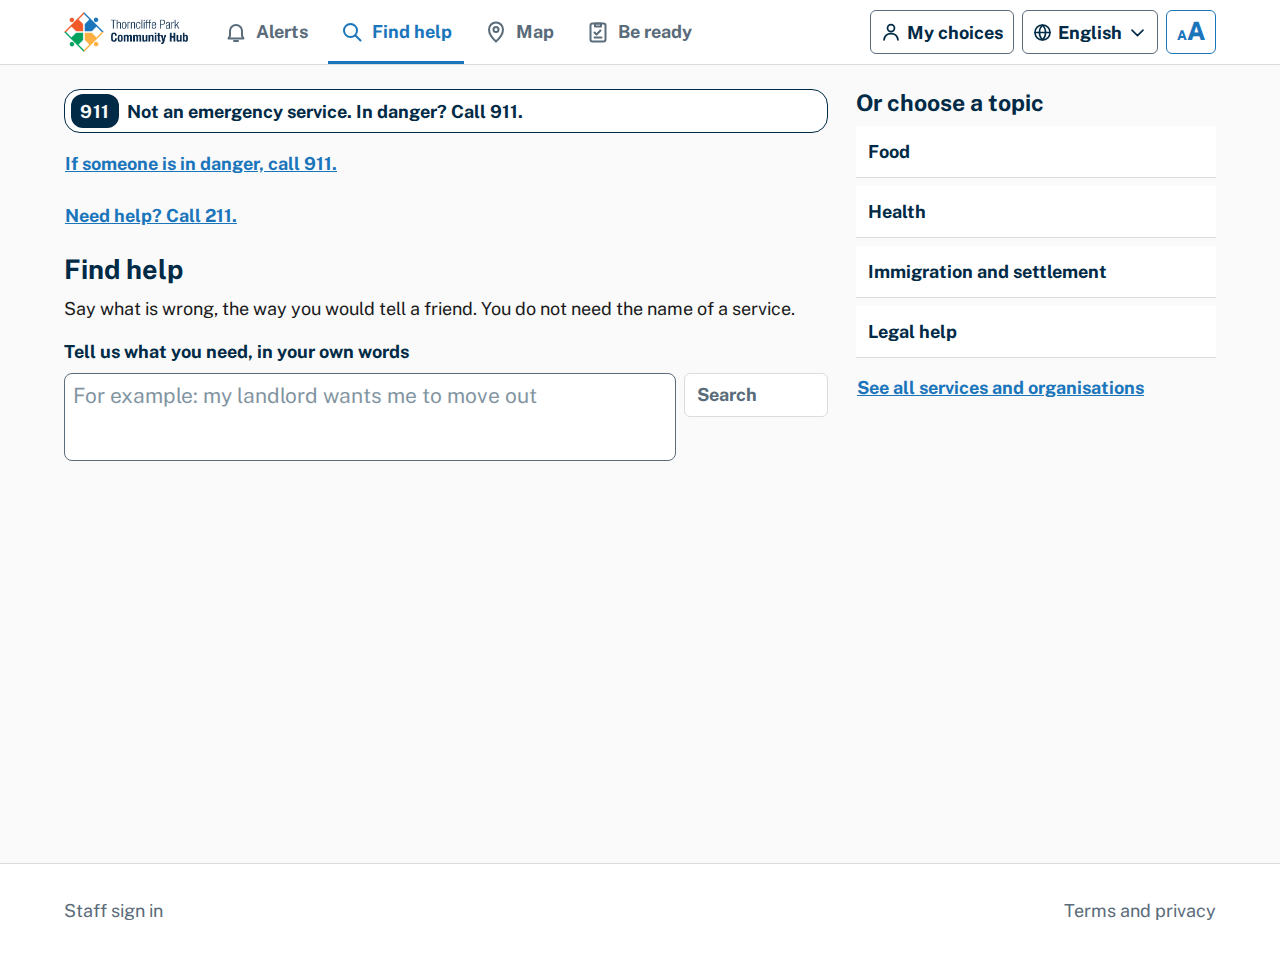 Thorncliffe Park
Community Hub
Alerts
Find help
Map
Be ready
My choices
English
AA
911 Not an emergency service. In danger? Call 911.
If someone is in danger, call 911.
Need help? Call 211.
Find help
Say what is wrong, the way you would tell a friend. You do not need the name of a service.
Tell us what you need, in your own words
For example: my landlord wants me to move out
Search
Or choose a topic
Food
Health
Immigration and settlement
Legal help
See all services and organisations
Staff sign in
Terms and privacy